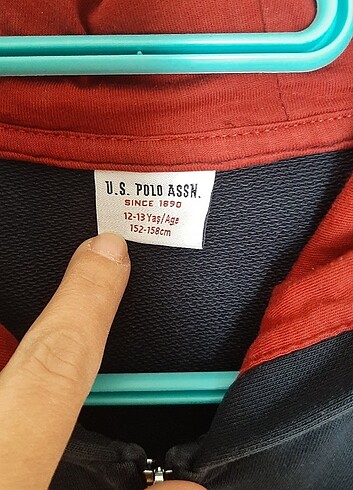 U.S. POLO ASSN.
SINCE 1890
12-13 Yaş/Age
152-158cm